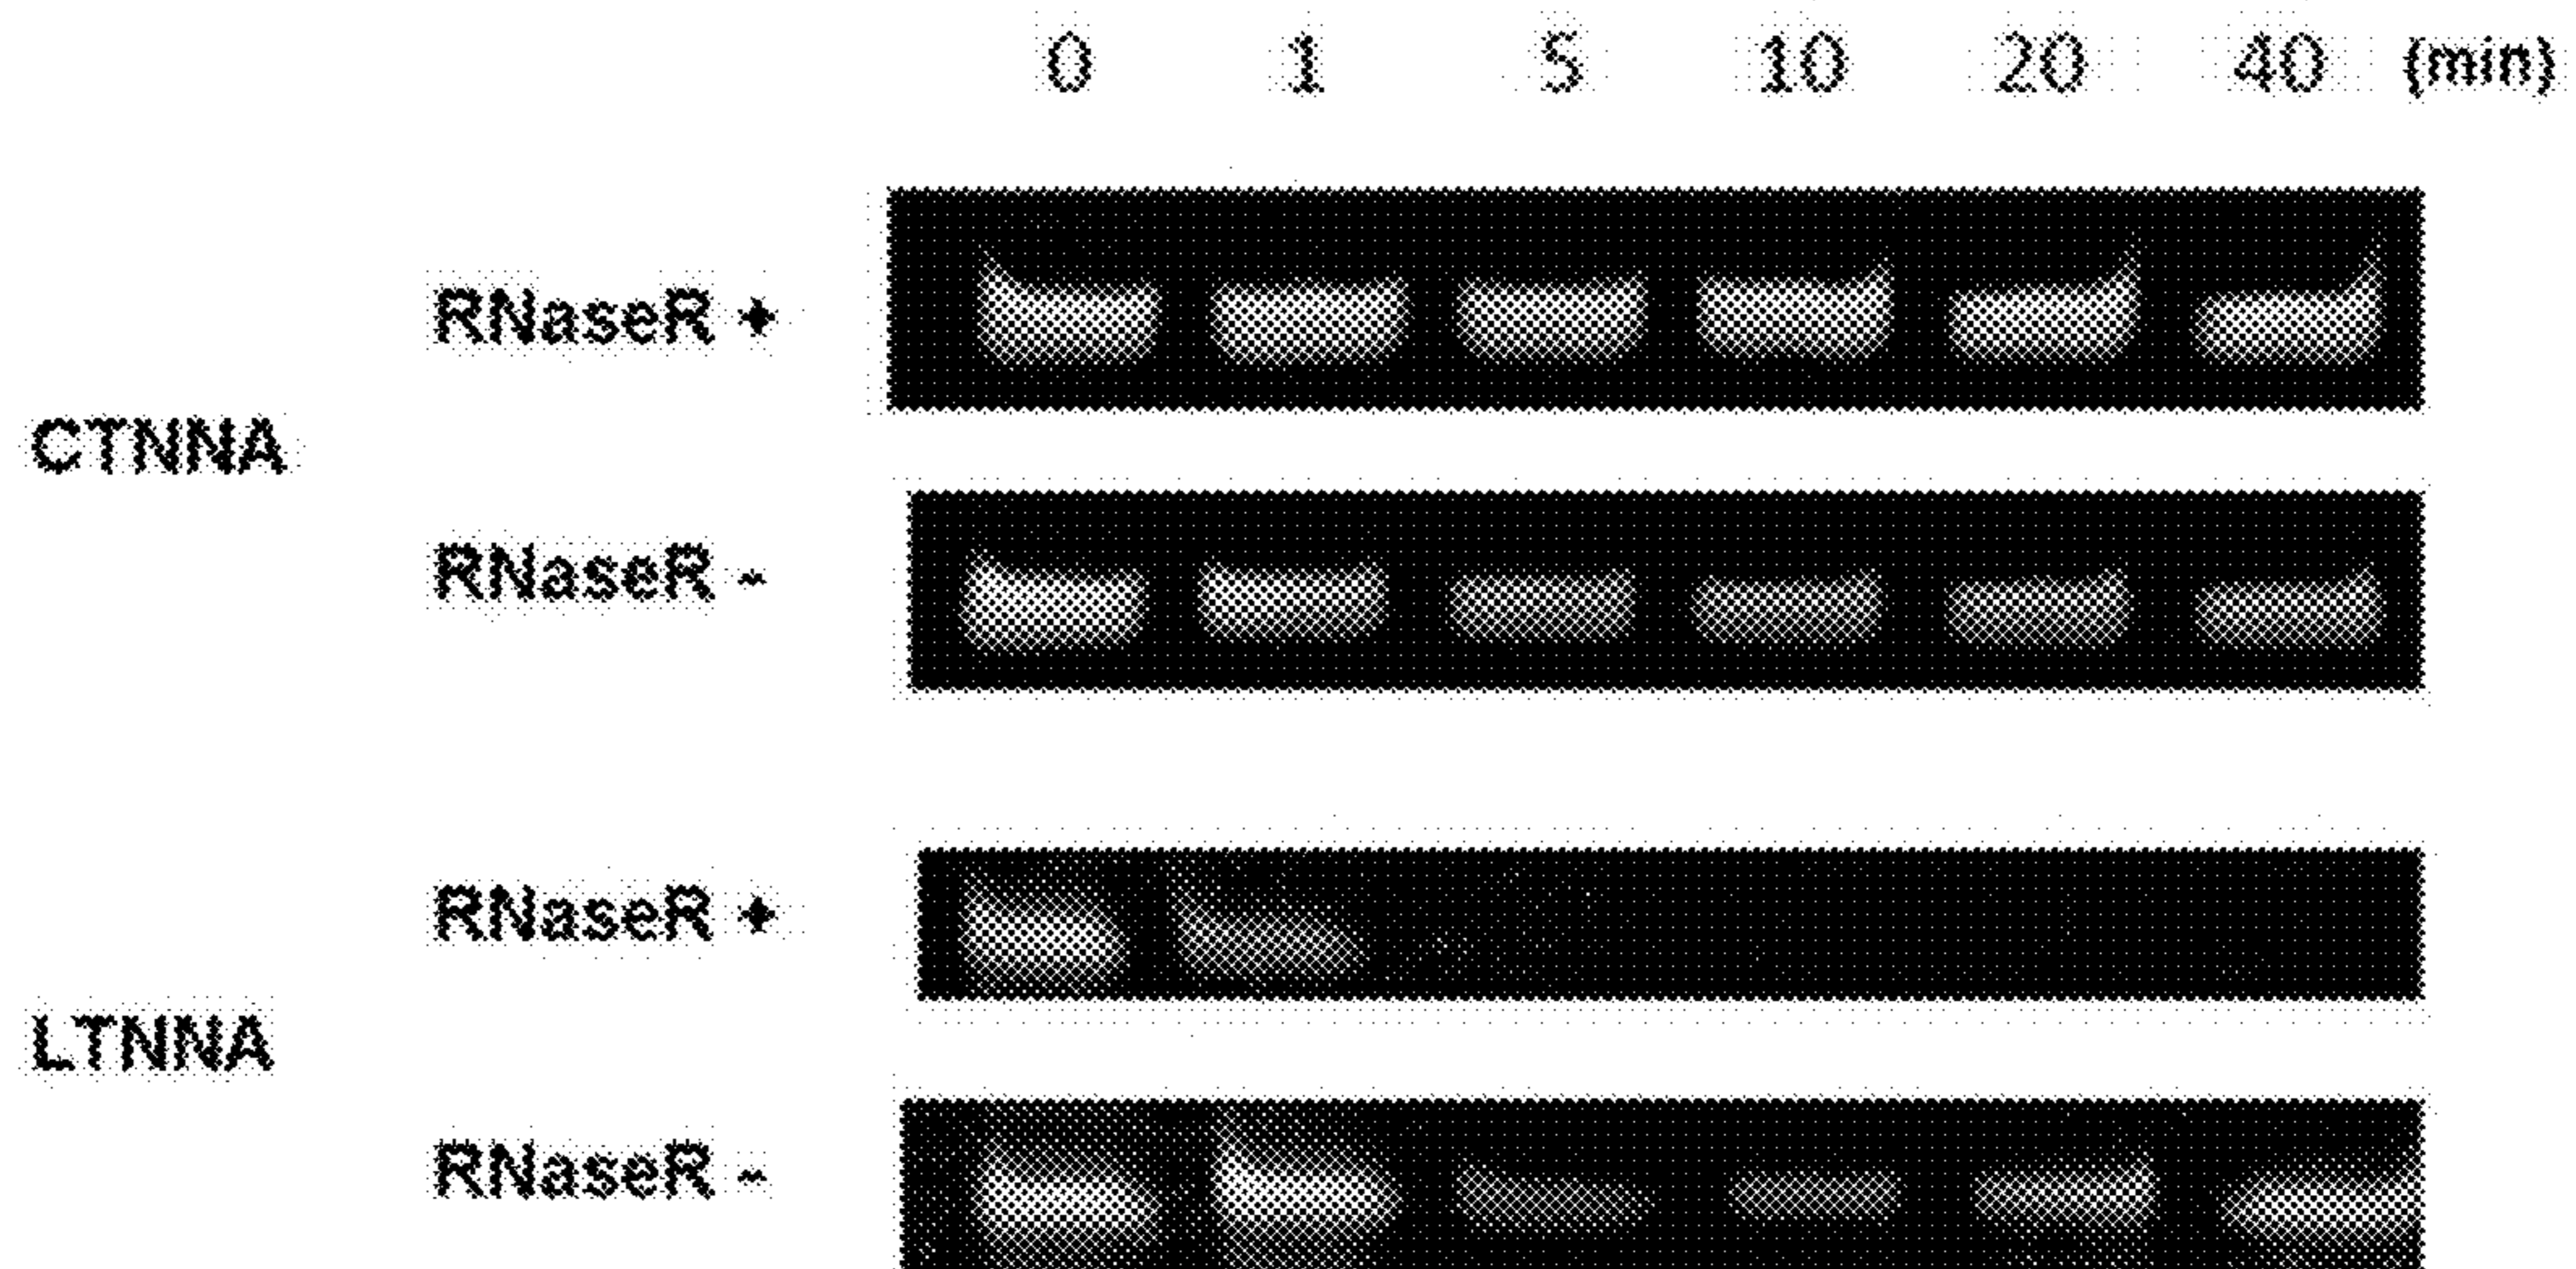 0 1 5 10 20 40 (min)
RNaseR +
CTNNA
RNaseR -
RNaseR +
LTNNA
RNaseR -